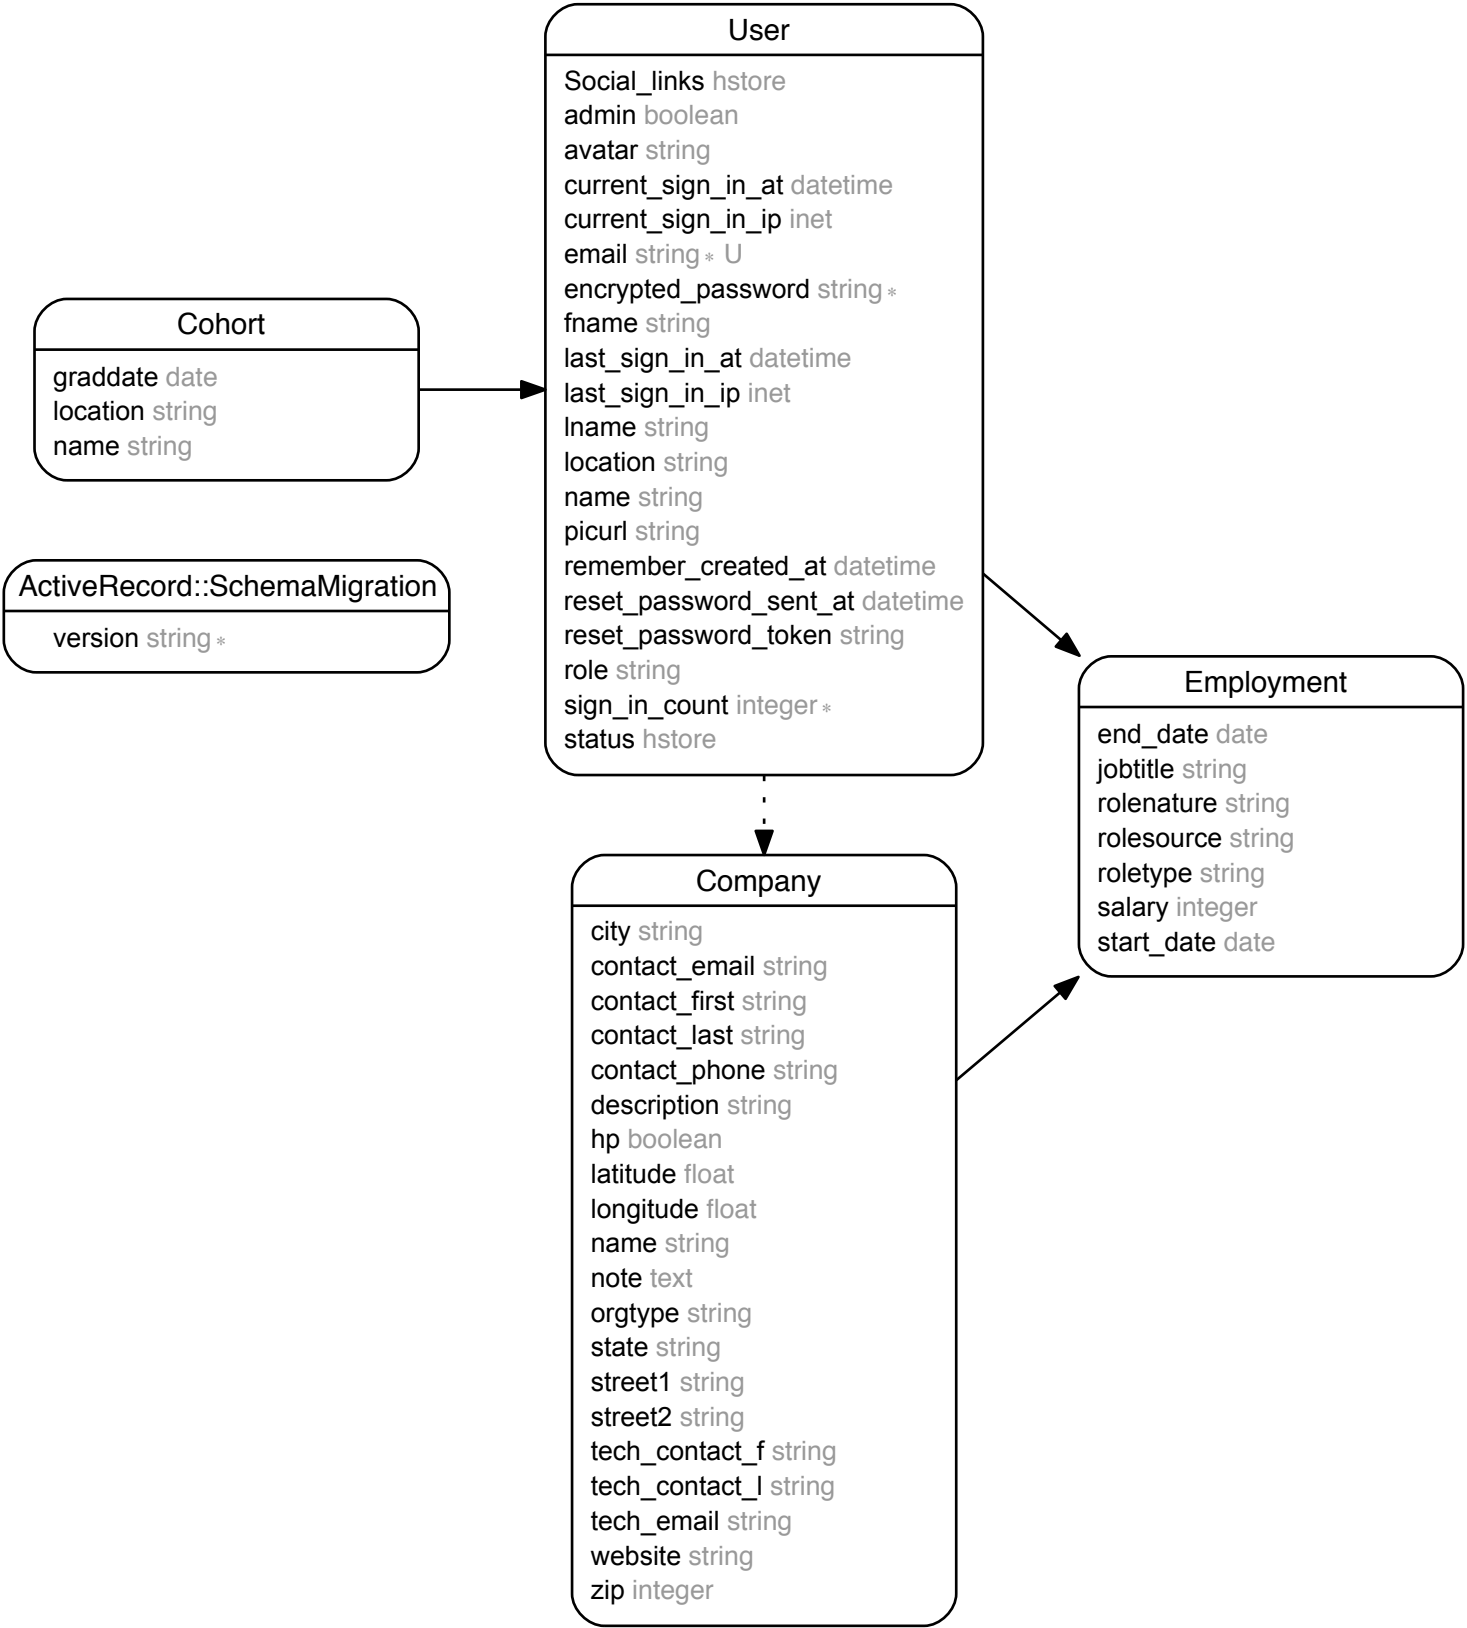 User
Social_links hstore
admin boolean
avatar string
current_sign_in_at datetime
current_sign_in_ip inet
email string* U
encrypted_password string*
fname string
last_sign_in_at datetime
last_sign_in_ip inet
lname string
location string
name string
picurl string
remember_created_at datetime
reset_password_sent_at datetime
reset_password_token string
role string
sign_in_count integer*
status hstore
Cohort
graddate date
location string
name string
ActiveRecord::SchemaMigration
version string*
Employment
end_date date
jobtitle string
rolenature string
rolesource string
roletype string
salary integer
start_date date
Company
city string
contact_email string
contact_first string
contact_last string
contact_phone string
description string
hp boolean
latitude float
longitude float
name string
note text
orgtype string
state string
street1 string
street2 string
tech_contact_f string
tech_contact_l string
tech_email string
website string
zip integer